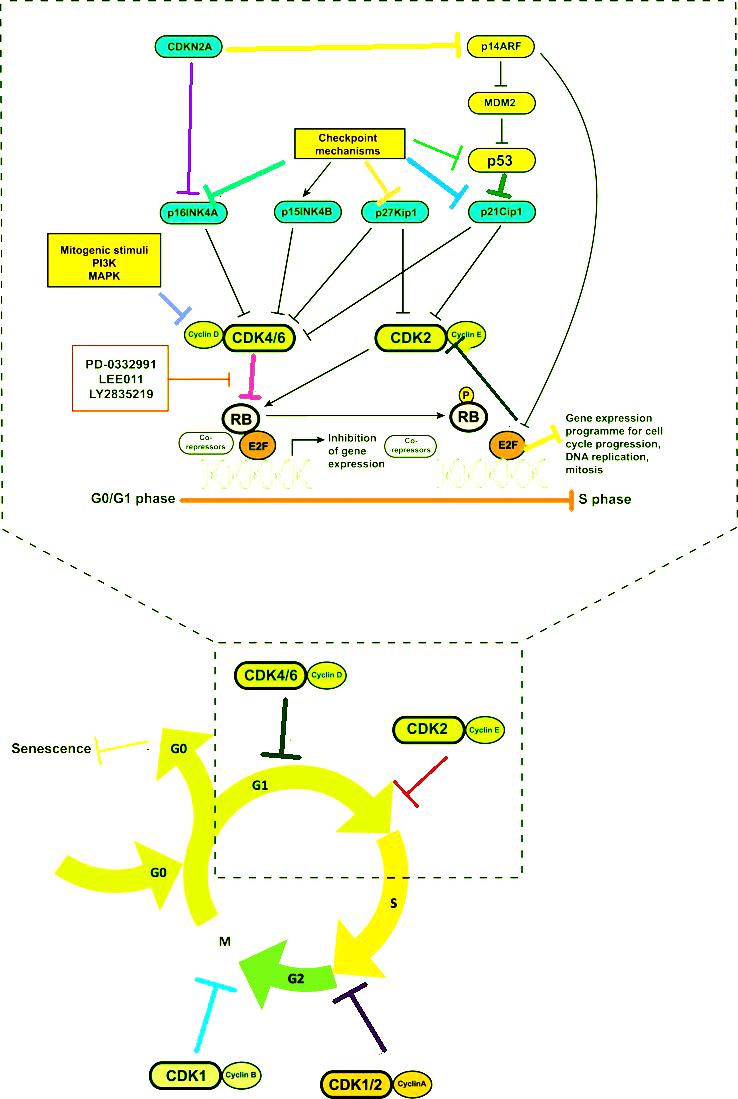 CDKN2A
p14ARF
MDM2
Checkpoint
mechanisms
p53
p16INK4A
p15INK4B
p27Kip1
p21Cip1
Mitogenic stimuli
PI3K
MAPK
Cyclin D
CDK4/6
CDK2
Cyclin E
PD-0332991
LEE011
LY2835219
RB
P
RB
Co-
repressors
E2F
Inhibition
of gene
expression
Co-
repressors
E2F
Gene expression
programme for cell
cycle progression,
DNA replication,
mitosis
G0/G1 phase
S phase
CDK4/6
Cyclin D
CDK2
Cyclin E
Senescence
G0
G1
G0
S
M
G2
CDK1
Cyclin B
CDK1/2
CyclinA